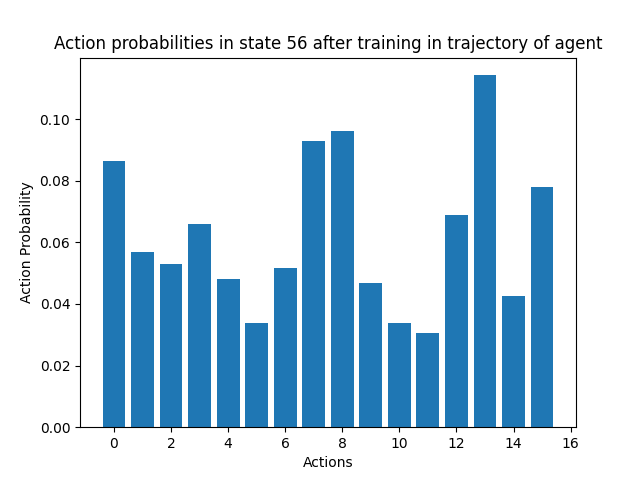 Action probabilities in state 56 after training in trajectory of agent
Action Probability
0.10
0.08
0.06
0.04
0.02
0.00
0 2 4 6 8 10 12 14 16
Actions